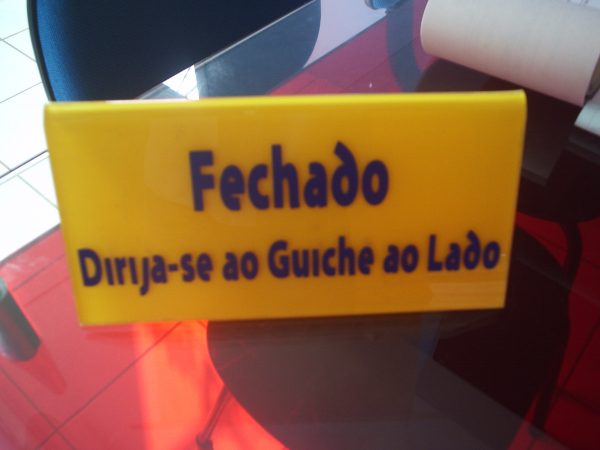 Fechado
Dirija-se ao Guiche ao Lado